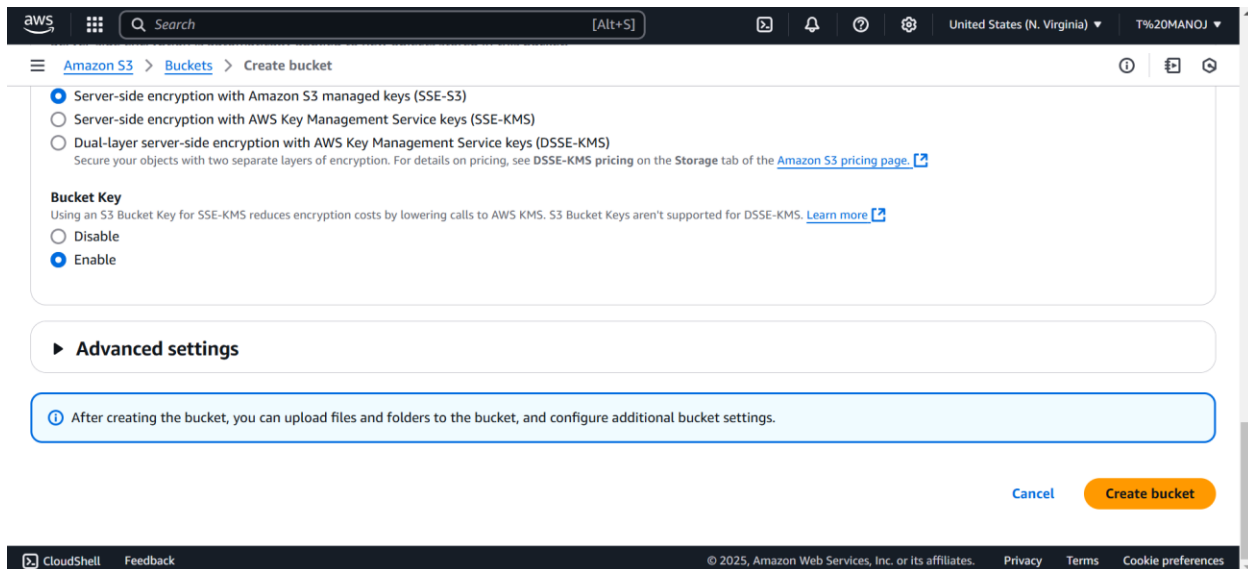 aws
Search [Alt+S] United States (N. Virginia) ▼ T%20MANOJ ▼
Amazon S3 > Buckets > Create bucket
Server-side encryption with Amazon S3 managed keys (SSE-S3)
Server-side encryption with AWS Key Management Service keys (SSE-KMS)
Dual-layer server-side encryption with AWS Key Management Service keys (DSSE-KMS)
Secure your objects with two separate layers of encryption. For details on pricing, see DSSE-KMS pricing on the Storage tab of the Amazon S3 pricing page.
Bucket Key
Using an S3 Bucket Key for SSE-KMS reduces encryption costs by lowering calls to AWS KMS. S3 Bucket Keys aren't supported for DSSE-KMS. Learn more
Disable
Enable
Advanced settings
After creating the bucket, you can upload files and folders to the bucket, and configure additional bucket settings.
Cancel Create bucket
CloudShell Feedback © 2025, Amazon Web Services, Inc. or its affiliates. Privacy Terms Cookie preferences